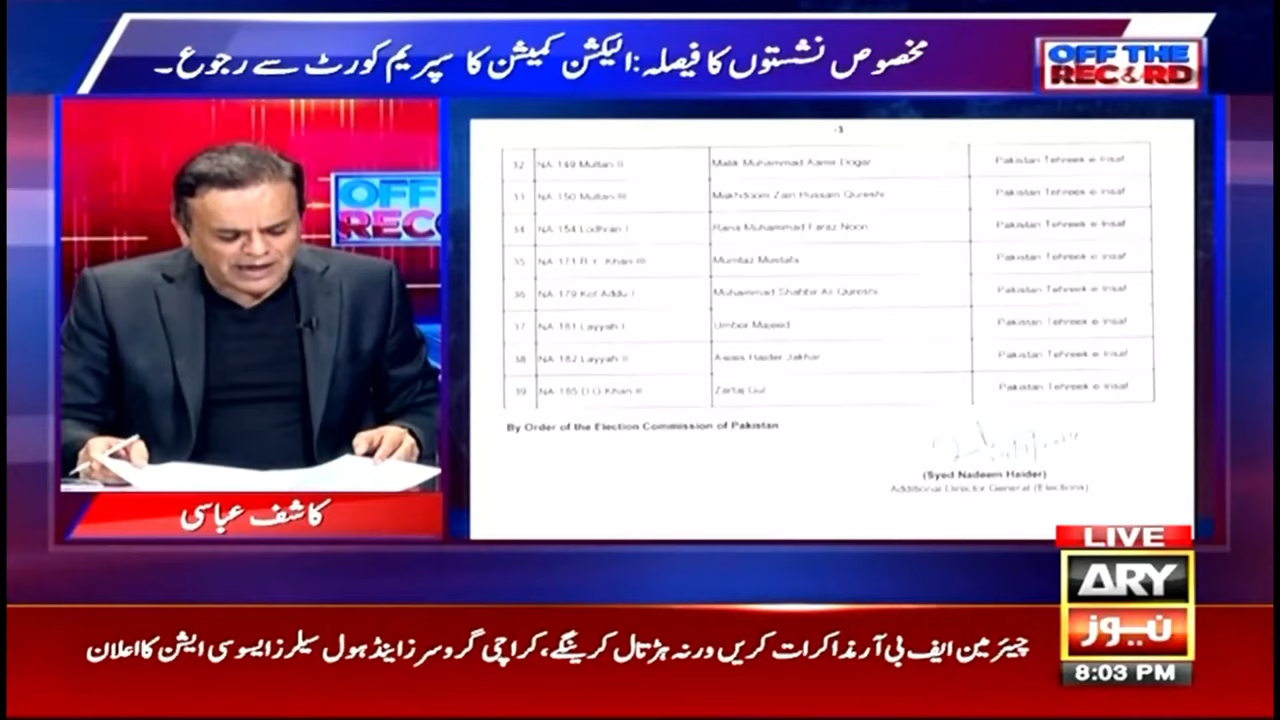 مخصوص نشستوں کا فیصلہ: الیکشن کمیشن کا سپریم کورٹ سے رجوع۔
OFF THE
RECORD
OFF
REC
کاشف عباسی
-3
32 NA-149 Multan-II Malik Muhammad Aamir Dogar Pakistan Tehreek-e-Insaf
33 NA-150 Multan-III Makhdoom Zain Hussain Qureshi Pakistan Tehreek-e-Insaf
34 NA-154 Lodhran-I Rana Muhammad Faraz Noon Pakistan Tehreek-e-Insaf
35 NA-171 R.Y. Khan-III Mumtaz Mustafa Pakistan Tehreek-e-Insaf
36 NA-179 Kot Addu-I Muhammad Shabbir Ali Qureshi Pakistan Tehreek-e-Insaf
37 NA-181 Layyah-I Umber Majeed Pakistan Tehreek-e-Insaf
38 NA-182 Layyah-II Awais Haider Jakhar Pakistan Tehreek-e-Insaf
39 NA-185 D.G Khan-II Zartaj Gul Pakistan Tehreek-e-Insaf
By Order of the Election Commission of Pakistan
(Syed Nadeem Haider)
Additional Director General (Elections)
LIVE
ARY
نیوز
8:03 PM
چیئرمین ایف بی آر مذاکرات کریں ورنہ ہڑتال کرینگے، کراچی گروسرز اینڈ ہول سیلرز ایسوسی ایشن کا اعلان